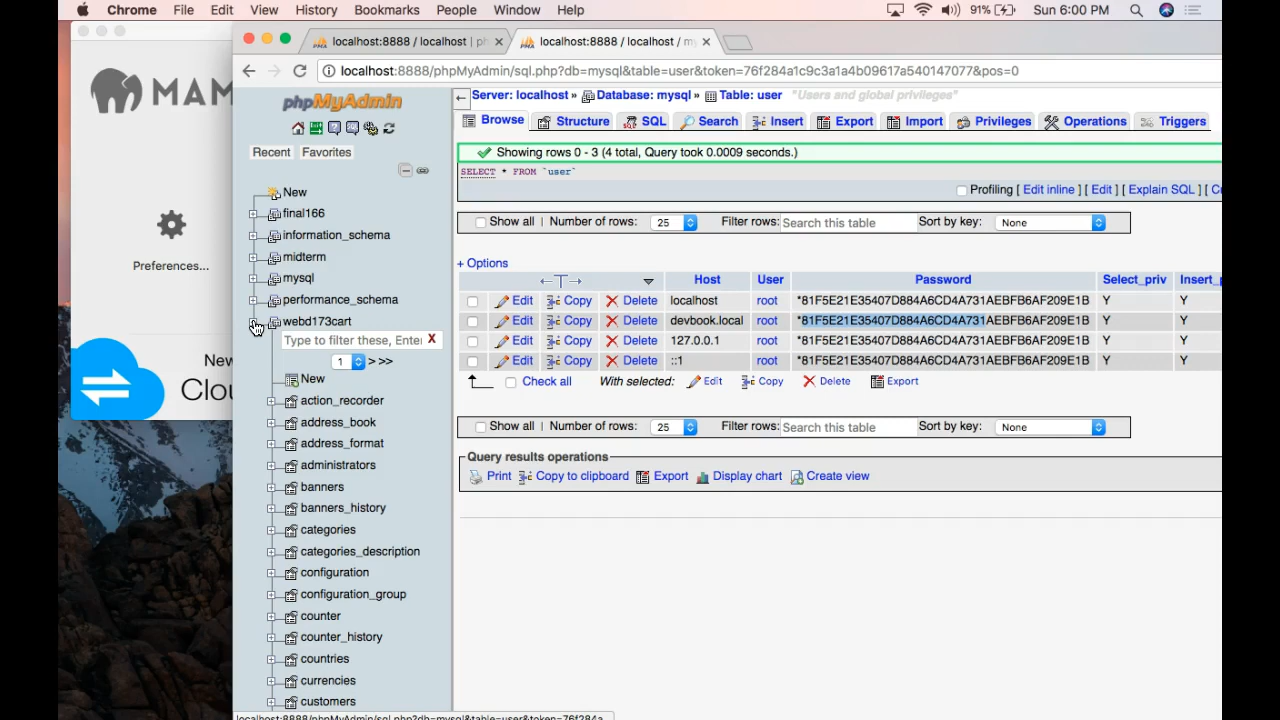 Chrome File Edit View History Bookmarks People Window Help 91% Sun 6:00 PM
localhost:8888 / localhost | ph
localhost:8888 / localhost / my
localhost:8888/phpMyAdmin/sql.php?db=mysql&table=user&token=76f284a1c9c3a1a4b09617a540147077&pos=0
MAM
Preferences...
New
Clou
phpMyAdmin
Recent Favorites
New
final166
information_schema
midterm
mysql
performance_schema
webd173cart
Type to filter these, Enter X
1 > >>
New
action_recorder
address_book
address_format
administrators
banners
banners_history
categories
categories_description
configuration
configuration_group
counter
counter_history
countries
currencies
customers
Server: localhost » Database: mysql » Table: user "Users and global privileges"
Browse Structure SQL Search Insert Export Import Privileges Operations Triggers
Showing rows 0 - 3 (4 total, Query took 0.0009 seconds.)
SELECT * FROM `user`
Profiling [ Edit inline ] [ Edit ] [ Explain SQL ] [ C
Show all | Number of rows: 25 Filter rows: Search this table Sort by key: None
+ Options
Host User Password Select_priv Insert_p
Edit Copy Delete localhost root *81F5E21E35407D884A6CD4A731AEBFB6AF209E1B Y Y
Edit Copy Delete devbook.local root *81F5E21E35407D884A6CD4A731AEBFB6AF209E1B Y Y
Edit Copy Delete 127.0.0.1 root *81F5E21E35407D884A6CD4A731AEBFB6AF209E1B Y Y
Edit Copy Delete ::1 root *81F5E21E35407D884A6CD4A731AEBFB6AF209E1B Y Y
Check all With selected: Edit Copy Delete Export
Show all | Number of rows: 25 Filter rows: Search this table Sort by key: None
Query results operations
Print Copy to clipboard Export Display chart Create view